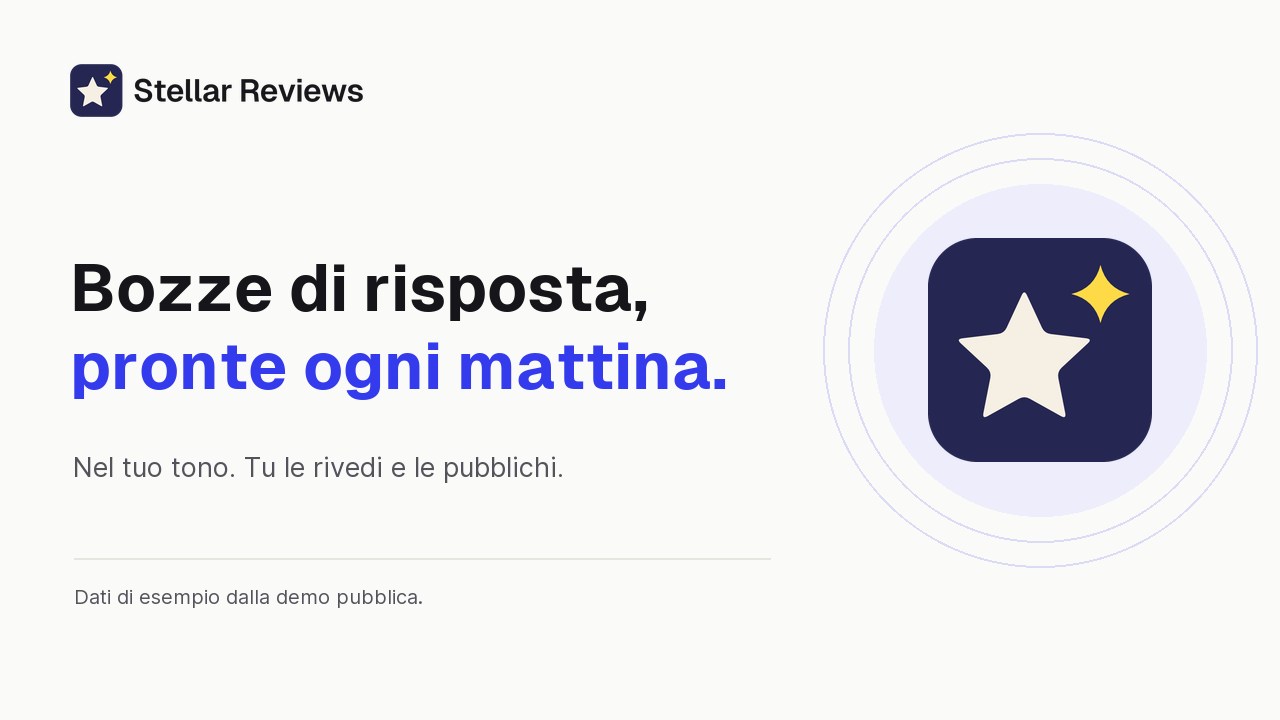 Stellar Reviews
Bozze di risposta,
pronte ogni mattina.
Nel tuo tono. Tu le rivedi e le pubblichi.
Dati di esempio dalla demo pubblica.